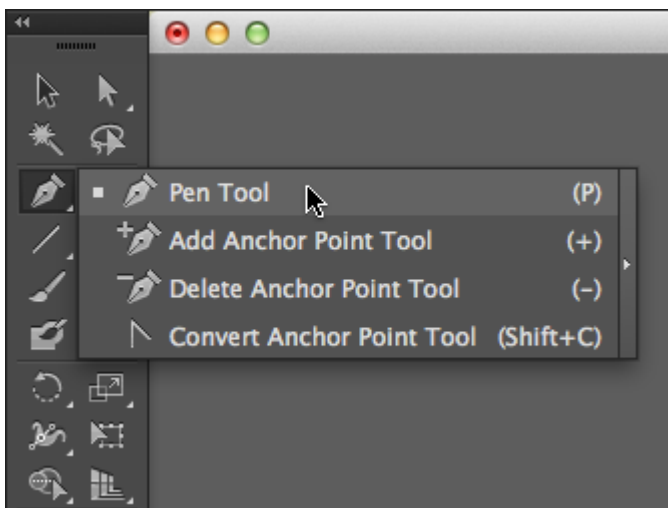 Pen Tool (P)
Add Anchor Point Tool (+)
Delete Anchor Point Tool (–)
Convert Anchor Point Tool (Shift+C)